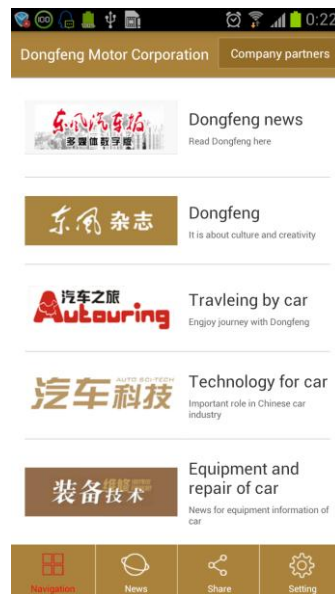 100
0:22
Dongfeng Motor Corporation
Company partners
东风汽车报
多媒体数字版
Dongfeng news
Read Dongfeng here
东风 杂志
Dongfeng
It is about culture and creativity
汽车之旅
Autouring
Travleing by car
Engjoy journey with Dongfeng
AUTO SCI-TECH
汽车科技
Technology for car
Important role in Chinese car
industry
装备 技术
Equipment and
repair of car
News for equipment information of
car
Navigation
News
Share
Setting